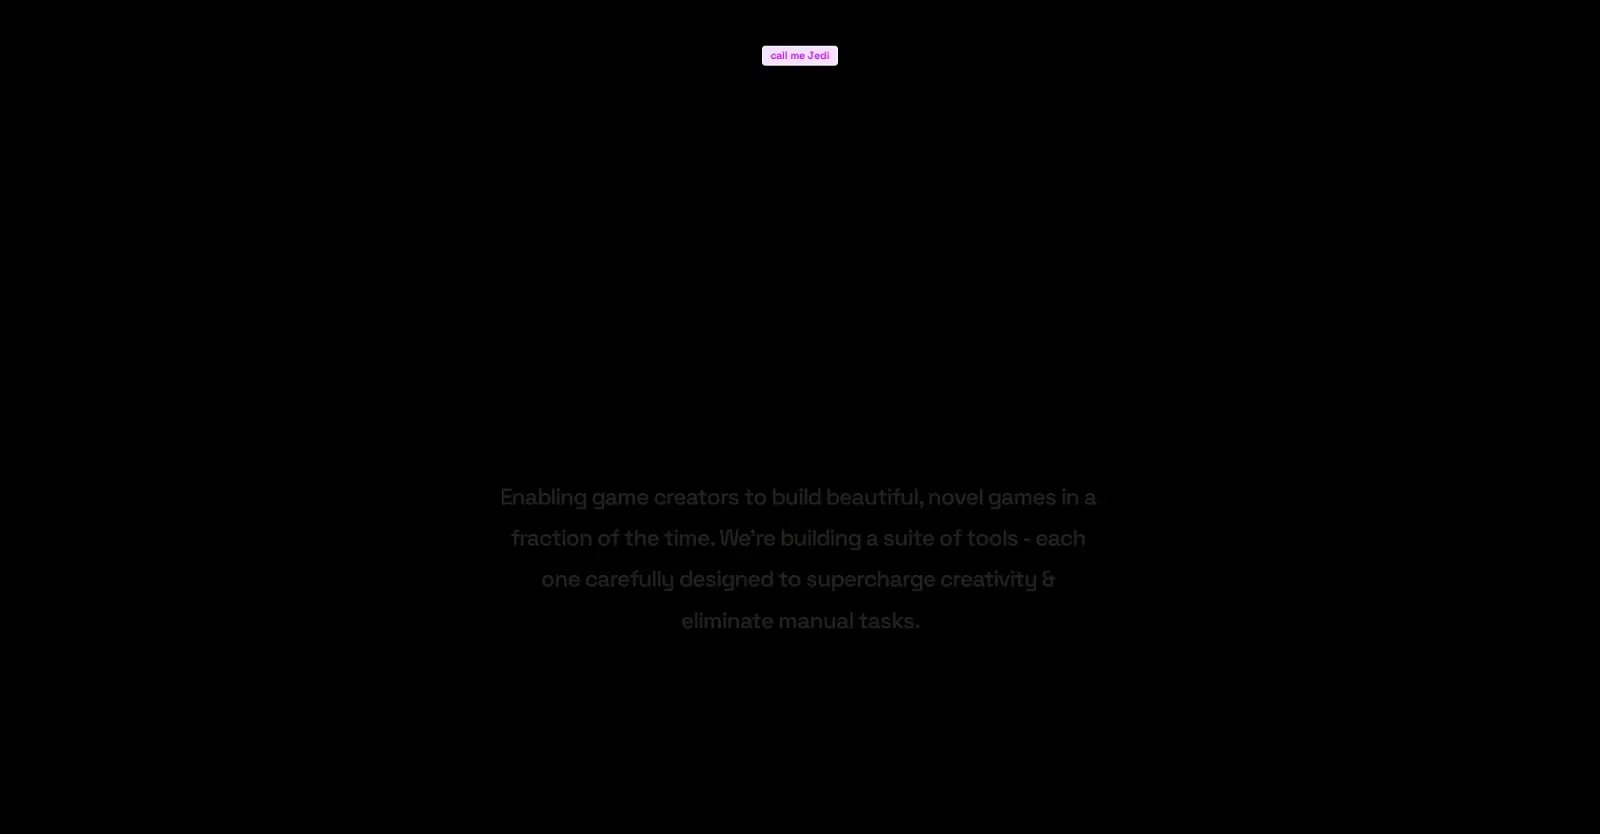 call me Jedi
Enabling game creators to build beautiful, novel games in a
fraction of the time. We're building a suite of tools - each
one carefully designed to supercharge creativity &
eliminate manual tasks.